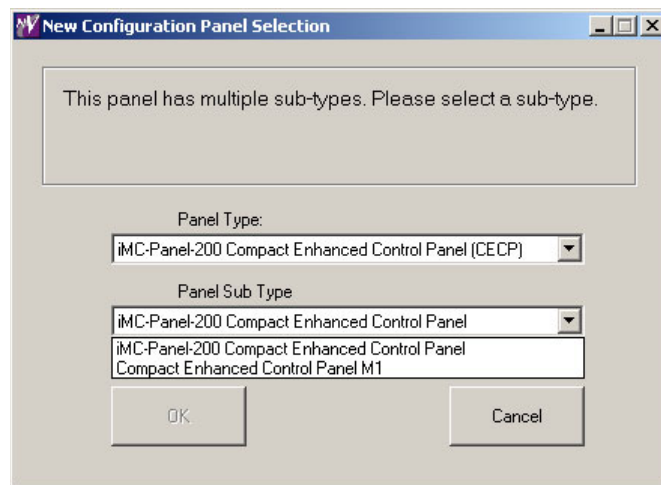 New Configuration Panel Selection
This panel has multiple sub-types. Please select a sub-type.
Panel Type:
iMC-Panel-200 Compact Enhanced Control Panel (CECP)
Panel Sub Type
iMC-Panel-200 Compact Enhanced Control Panel
iMC-Panel-200 Compact Enhanced Control Panel
Compact Enhanced Control Panel M1
OK
Cancel